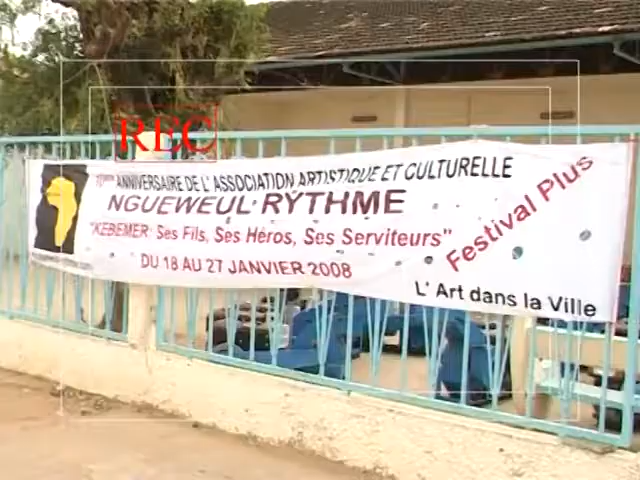 REC
10ème ANNIVERSAIRE DE L' ASSOCIATION ARTISTIQUE ET CULTURELLE
NGUEWEUL RYTHME
"KEBEMER: Ses Fils, Ses Héros, Ses Serviteurs"
DU 18 AU 27 JANVIER 2008
Festival Plus
L' Art dans la Ville